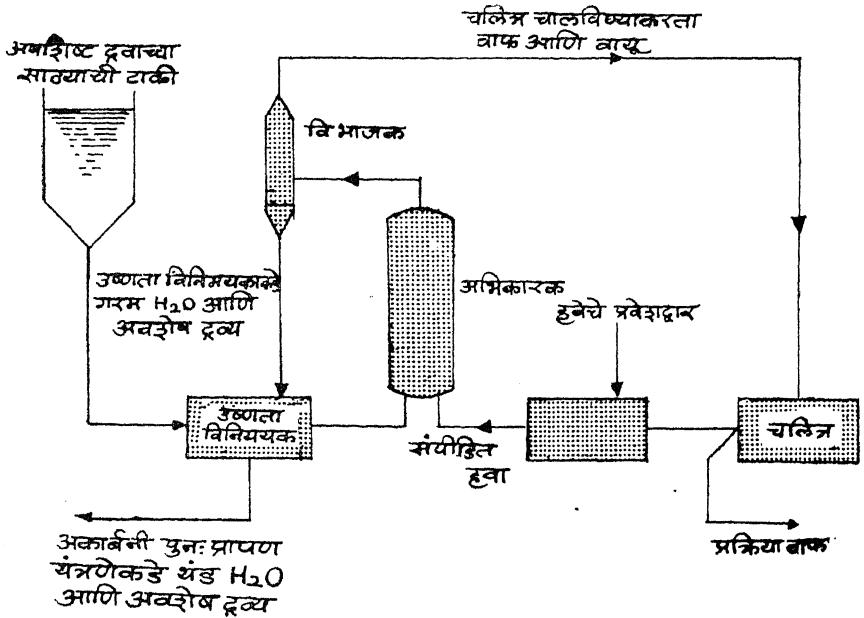 चलित्र चालविण्याकरता
वाफ आणि वायू
अवशिष्ट द्रवाच्या
साठ्याची टाकी
विभाजक
उष्णता विनिमयकाकडे
गरम H₂O आणि
अवशेष द्रव्य
अभिकारक
हवेचे प्रवेशद्वार
उष्णता
विनिमयक
चलित्र
संपीडित
हवा
प्रक्रिया वाफ
अकार्बनी पुनःप्रापण
यंत्रणेकडे थंड H₂O
आणि अवशेष द्रव्य